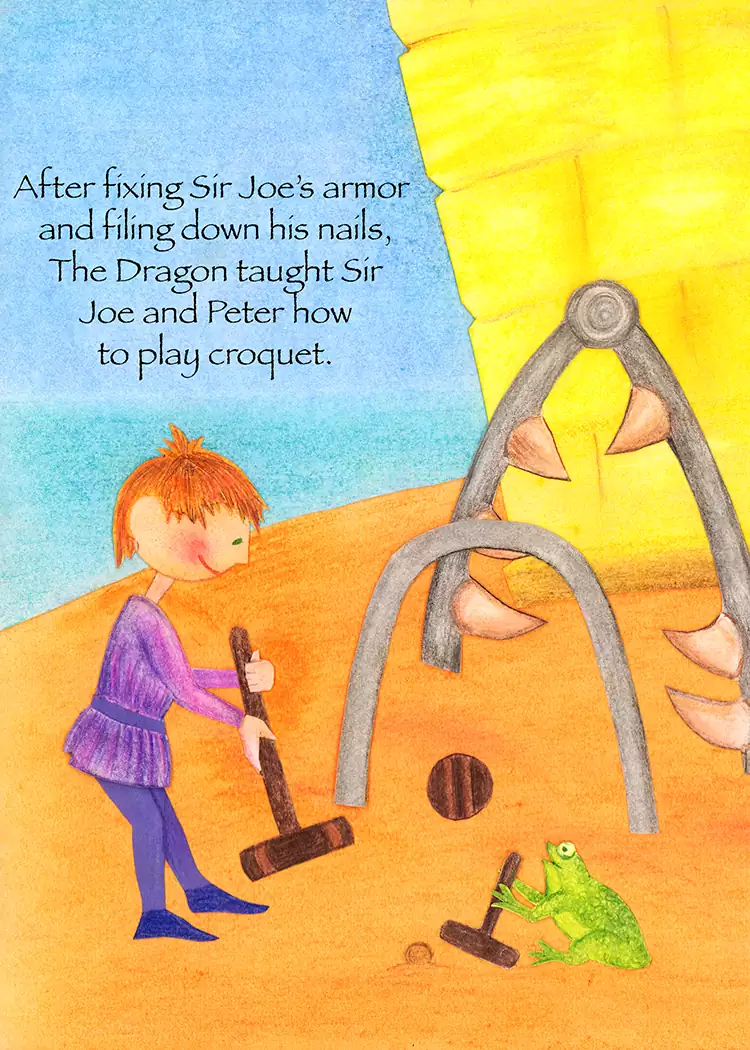 After fixing Sir Joe's armor
and filing down his nails,
The Dragon taught Sir
Joe and Peter how
to play croquet.